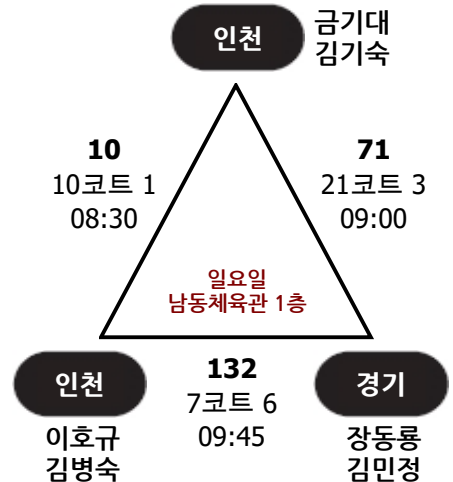 인천
금기대
김기숙
10
10코트 1
08:30
71
21코트 3
09:00
일요일
남동체육관 1층
인천
이호규
김병숙
132
7코트 6
09:45
경기
장동룡
김민정